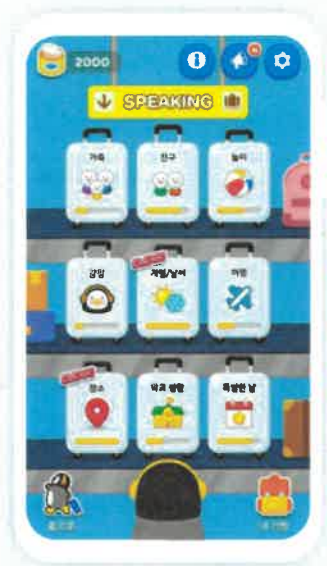 2000
SPEAKING
가족
친구
놀이
감정
계절/날씨
여행
장소
학교 생활
특별한 날